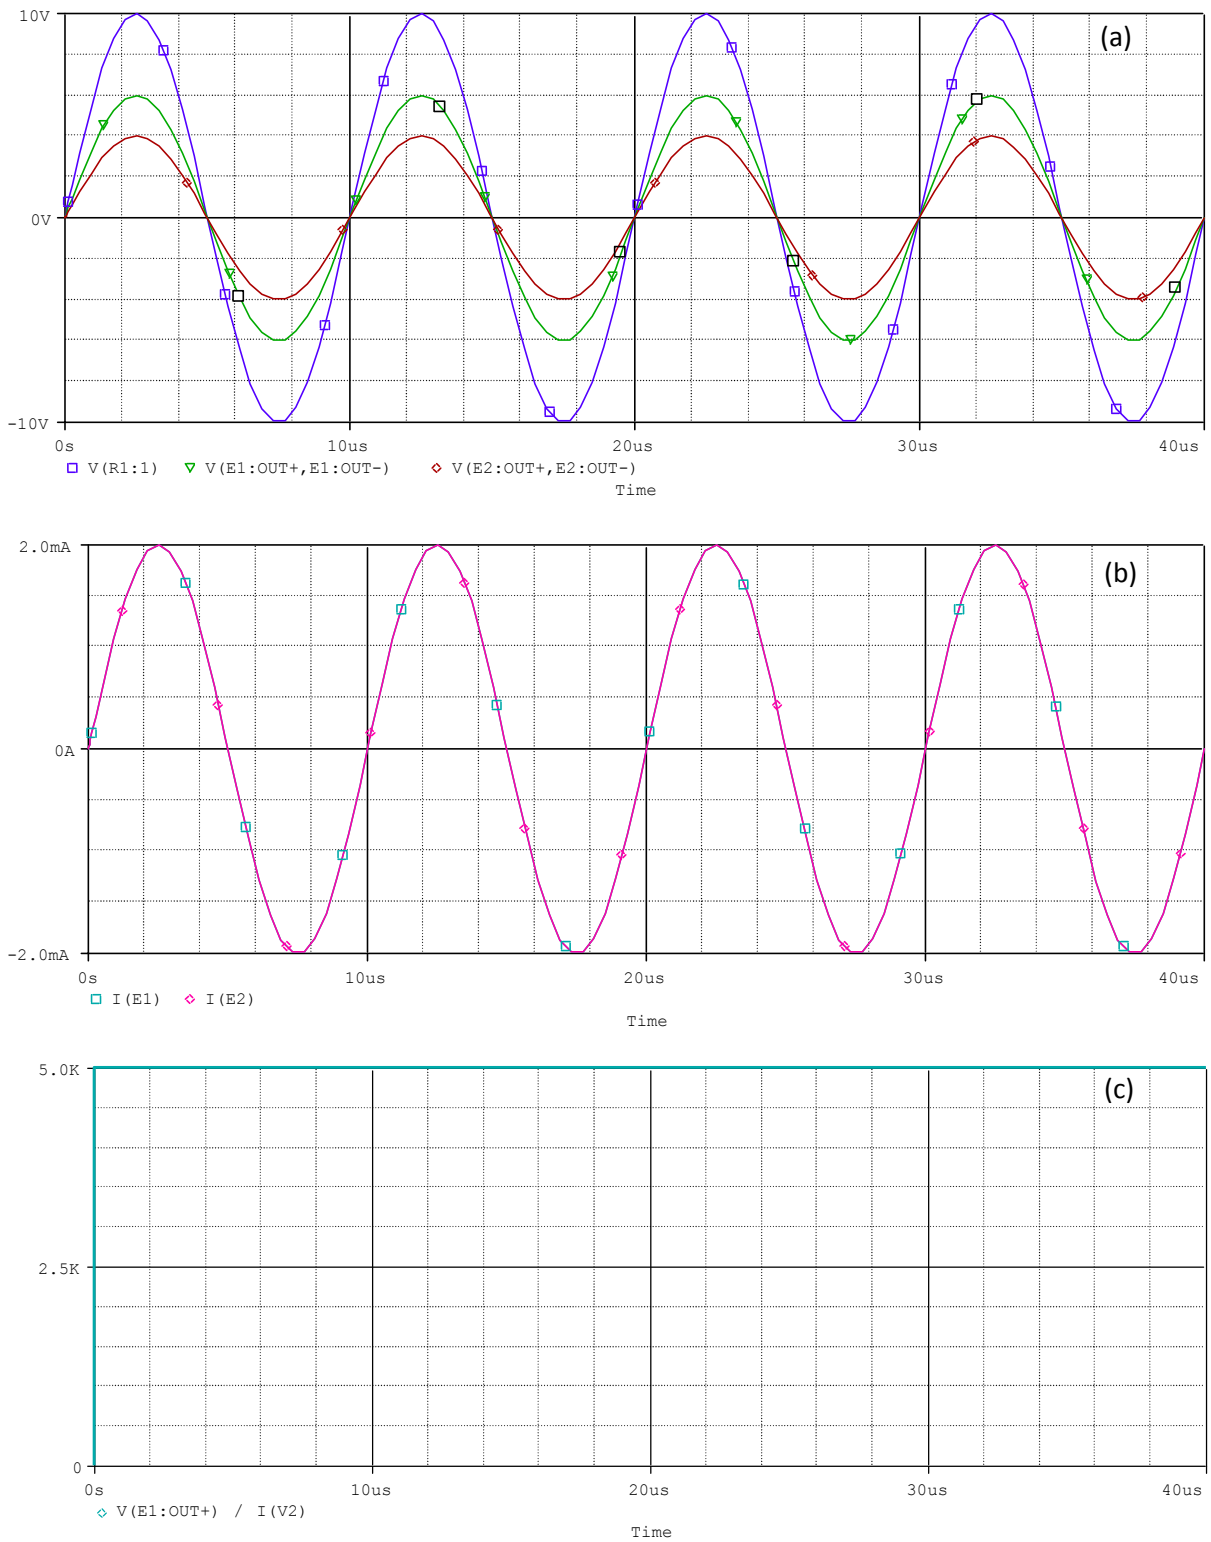 10V
(a)
0V
-10V
0s 10us 20us 30us 40us
V(R1:1) V(E1:OUT+,E1:OUT-) V(E2:OUT+,E2:OUT-)
Time
2.0mA
(b)
0A
-2.0mA
0s 10us 20us 30us 40us
I(E1) I(E2)
Time
5.0K
(c)
2.5K
0
0s 10us 20us 30us 40us
V(E1:OUT+) / I(V2)
Time